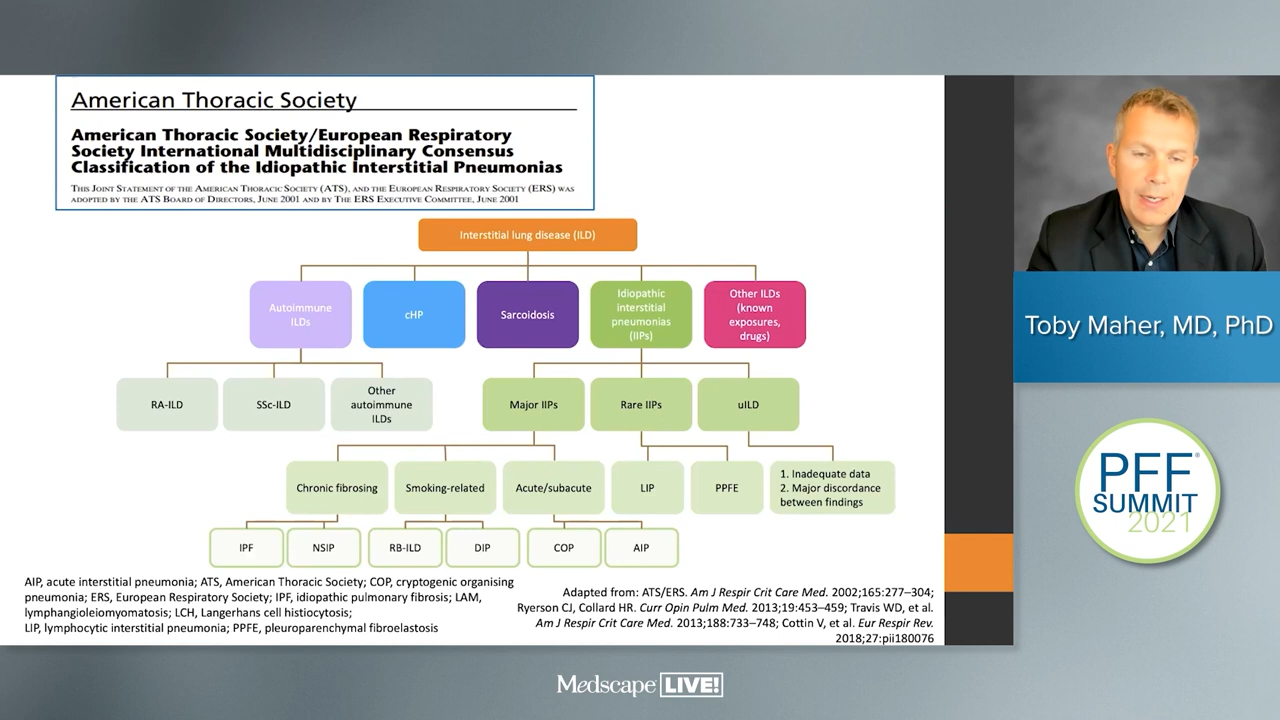 American Thoracic Society
American Thoracic Society/European Respiratory
Society International Multidisciplinary Consensus
Classification of the Idiopathic Interstitial Pneumonias
THIS JOINT STATEMENT OF THE AMERICAN THORACIC SOCIETY (ATS), AND THE EUROPEAN RESPIRATORY SOCIETY (ERS) WAS
ADOPTED BY THE ATS BOARD OF DIRECTORS, JUNE 2001 AND BY THE ERS EXECUTIVE COMMITTEE, JUNE 2001
Interstitial lung disease (ILD)
Autoimmune
ILDs
cHP
Sarcoidosis
Idiopathic
interstitial
pneumonias
(IIPs)
Other ILDs
(known
exposures,
drugs)
RA-ILD
SSc-ILD
Other
autoimmune
ILDs
Major IIPs
Rare IIPs
uILD
Chronic fibrosing
Smoking-related
Acute/subacute
LIP
PPFE
1. Inadequate data
2. Major discordance
between findings
IPF
NSIP
RB-ILD
DIP
COP
AIP
AIP, acute interstitial pneumonia; ATS, American Thoracic Society; COP, cryptogenic organising
pneumonia; ERS, European Respiratory Society; IPF, idiopathic pulmonary fibrosis; LAM,
lymphangioleiomyomatosis; LCH, Langerhans cell histiocytosis;
LIP, lymphocytic interstitial pneumonia; PPFE, pleuroparenchymal fibroelastosis
Adapted from: ATS/ERS. Am J Respir Crit Care Med. 2002;165:277–304;
Ryerson CJ, Collard HR. Curr Opin Pulm Med. 2013;19:453–459; Travis WD, et al.
Am J Respir Crit Care Med. 2013;188:733–748; Cottin V, et al. Eur Respir Rev.
2018;27:pii180076
Toby Maher, MD, PhD
PFF®
SUMMIT
2021
Medscape LIVE!